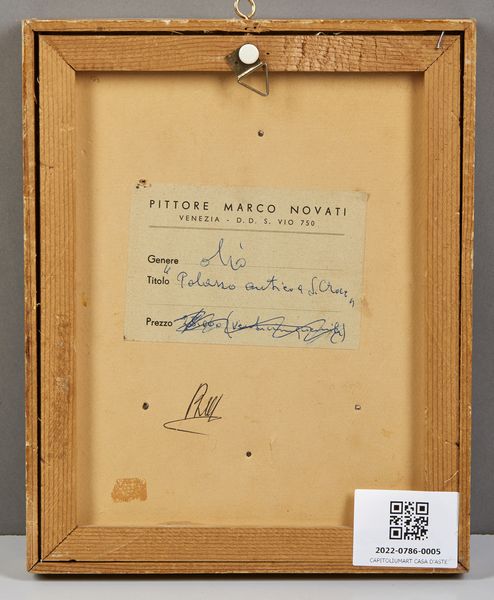 PITTORE MARCO NOVATI
VENEZIA - D. D. S. VIO 750
Genere olio
Titolo "Palazzo antico a S. Croce"
Prezzo
2022-0786-0005
CAPITOLIUMART CASA D'ASTE